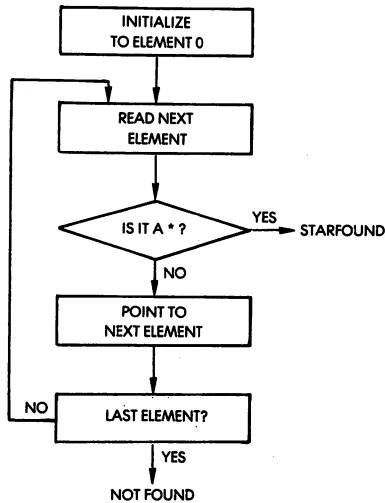 INITIALIZE
TO ELEMENT 0
READ NEXT
ELEMENT
IS IT A * ?
YES
STARFOUND
NO
POINT TO
NEXT ELEMENT
NO
LAST ELEMENT?
YES
NOT FOUND